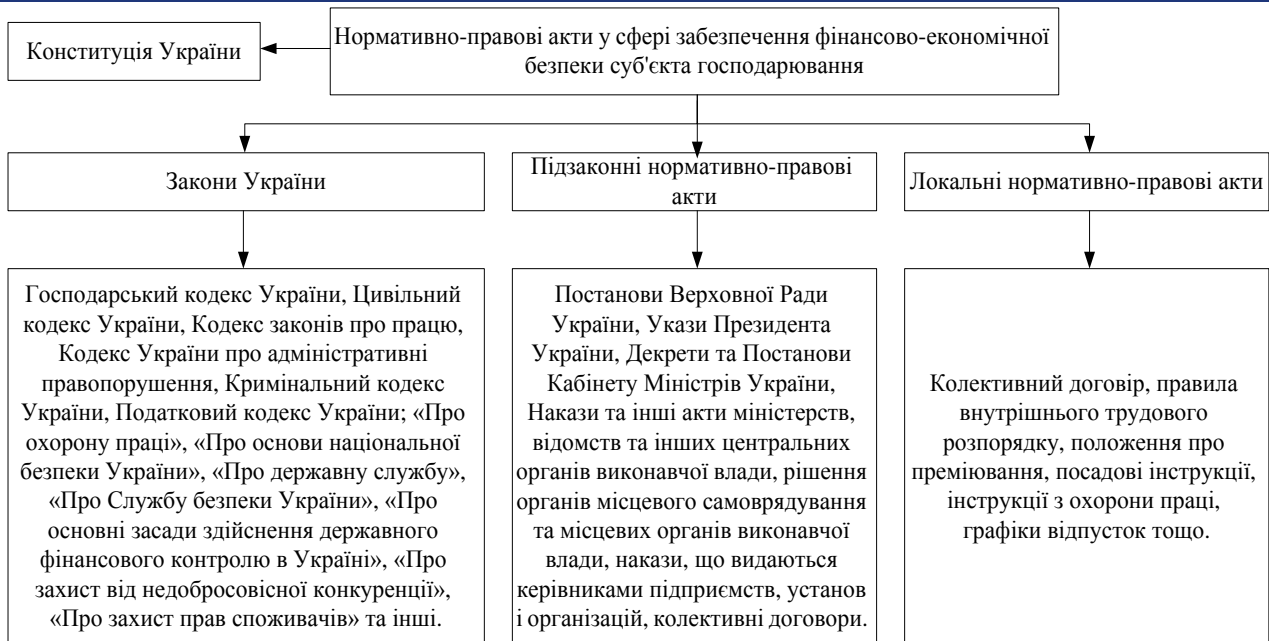 Конституція України
Нормативно-правові акти у сфері забезпечення фінансово-економічної
безпеки суб'єкта господарювання
Закони України
Підзаконні нормативно-правові
акти
Локальні нормативно-правові акти
Господарський кодекс України, Цивільний
кодекс України, Кодекс законів про працю,
Кодекс України про адміністративні
правопорушення, Кримінальний кодекс
України, Податковий кодекс України; «Про
охорону праці», «Про основи національної
безпеки України», «Про державну службу»,
«Про Службу безпеки України», «Про
основні засади здійснення державного
фінансового контролю в Україні», «Про
захист від недобросовісної конкуренції»,
«Про захист прав споживачів» та інші.
Постанови Верховної Ради
України, Укази Президента
України, Декрети та Постанови
Кабінету Міністрів України,
Накази та інші акти міністерств,
відомств та інших центральних
органів виконавчої влади, рішення
органів місцевого самоврядування
та місцевих органів виконавчої
влади, накази, що видаються
керівниками підприємств, установ
і організацій, колективні договори.
Колективний договір, правила
внутрішнього трудового
розпорядку, положення про
преміювання, посадові інструкції,
інструкції з охорони праці,
графіки відпусток тощо.